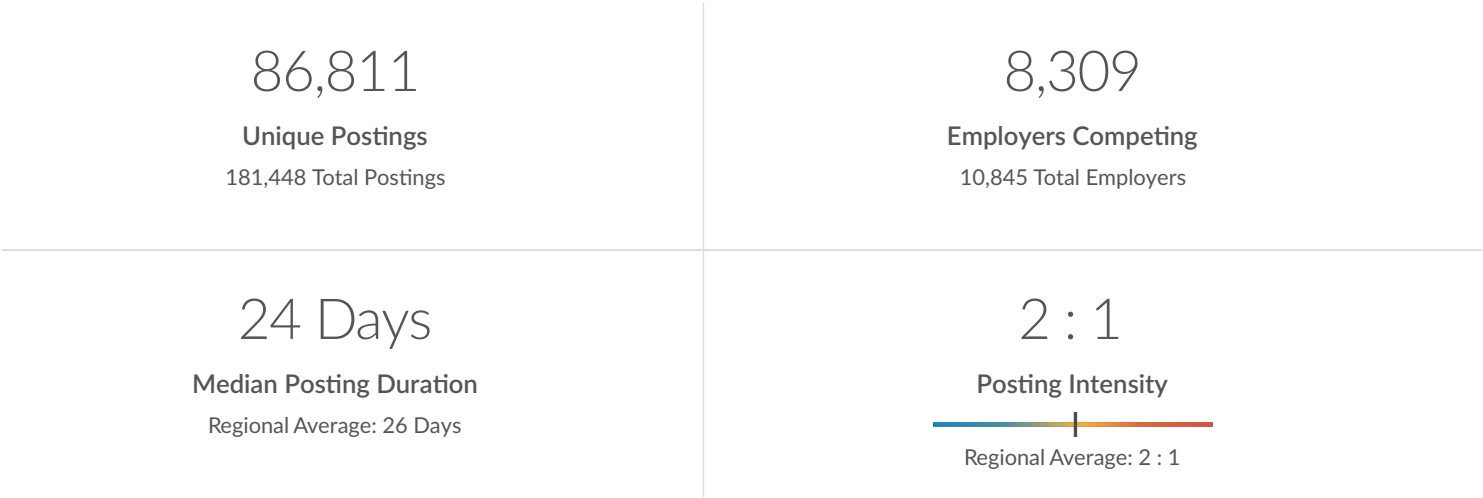 86,811
Unique Postings
181,448 Total Postings
8,309
Employers Competing
10,845 Total Employers
24 Days
Median Posting Duration
Regional Average: 26 Days
2 : 1
Posting Intensity
Regional Average: 2 : 1